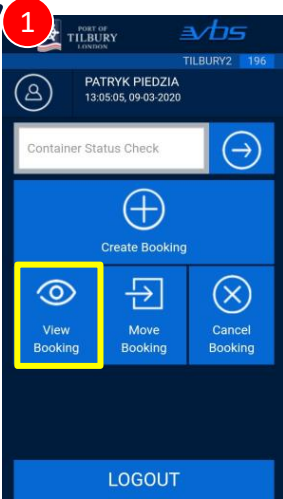 1
PORT OF
TILBURY
LONDON
vbs
TILBURY2 196
PATRYK PIEDZIA
13:05:05, 09-03-2020
Container Status Check
Create Booking
View
Booking
Move
Booking
Cancel
Booking
LOGOUT